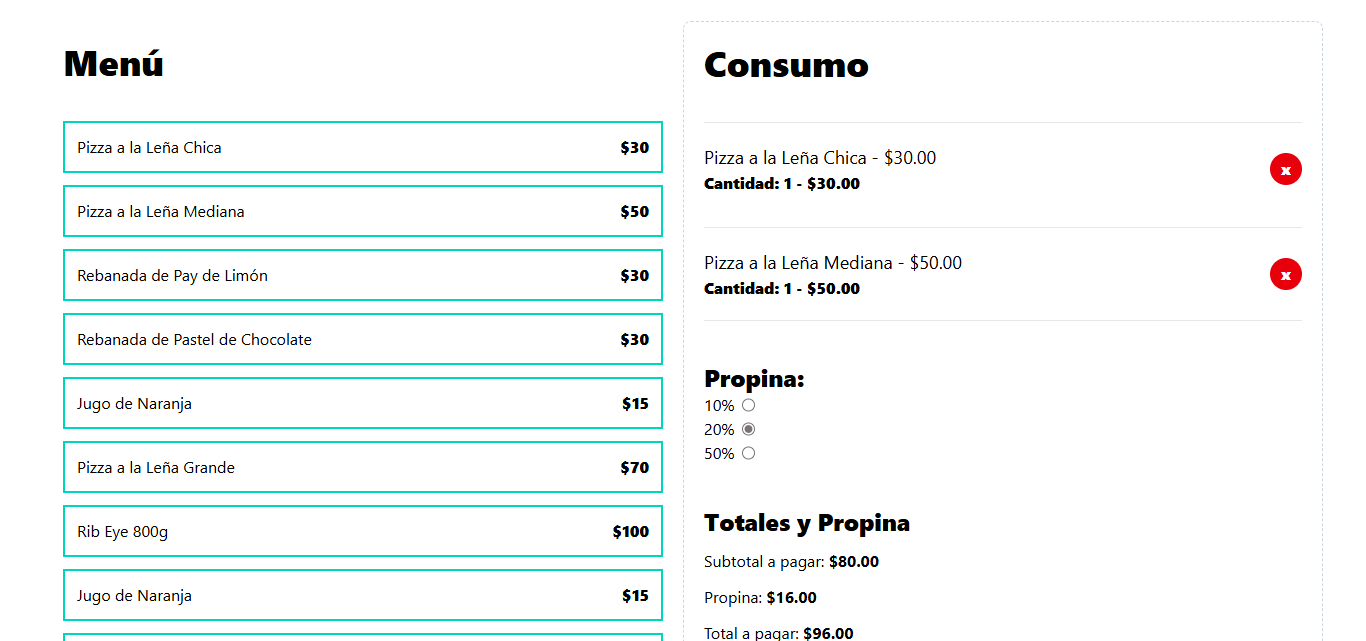 Menú
Pizza a la Leña Chica $30
Pizza a la Leña Mediana $50
Rebanada de Pay de Limón $30
Rebanada de Pastel de Chocolate $30
Jugo de Naranja $15
Pizza a la Leña Grande $70
Rib Eye 800g $100
Jugo de Naranja $15
Consumo
Pizza a la Leña Chica - $30.00
Cantidad: 1 - $30.00
x
Pizza a la Leña Mediana - $50.00
Cantidad: 1 - $50.00
x
Propina:
10%
20%
50%
Totales y Propina
Subtotal a pagar: $80.00
Propina: $16.00
Total a pagar: $96.00